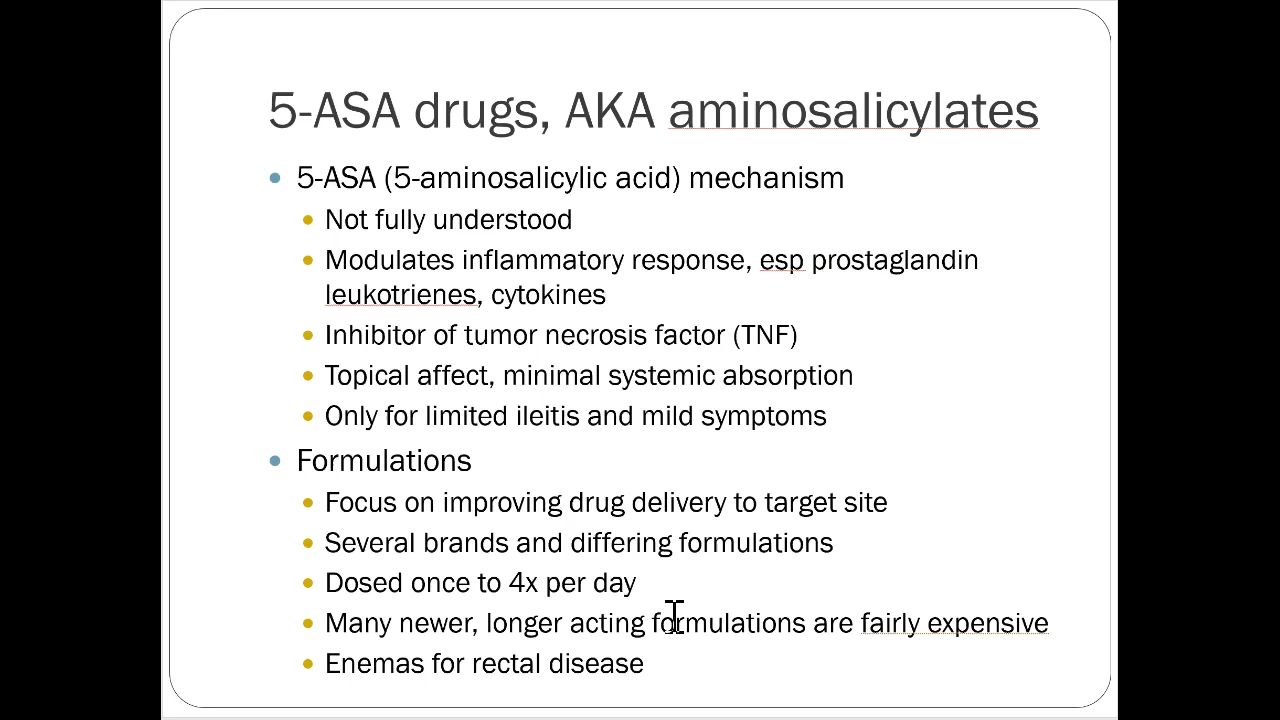 5-ASA drugs, AKA aminosalicylates
5-ASA (5-aminosalicylic acid) mechanism
Not fully understood
Modulates inflammatory response, esp prostaglandin
leukotrienes, cytokines
Inhibitor of tumor necrosis factor (TNF)
Topical affect, minimal systemic absorption
Only for limited ileitis and mild symptoms
Formulations
Focus on improving drug delivery to target site
Several brands and differing formulations
Dosed once to 4x per day
Many newer, longer acting formulations are fairly expensive
Enemas for rectal disease